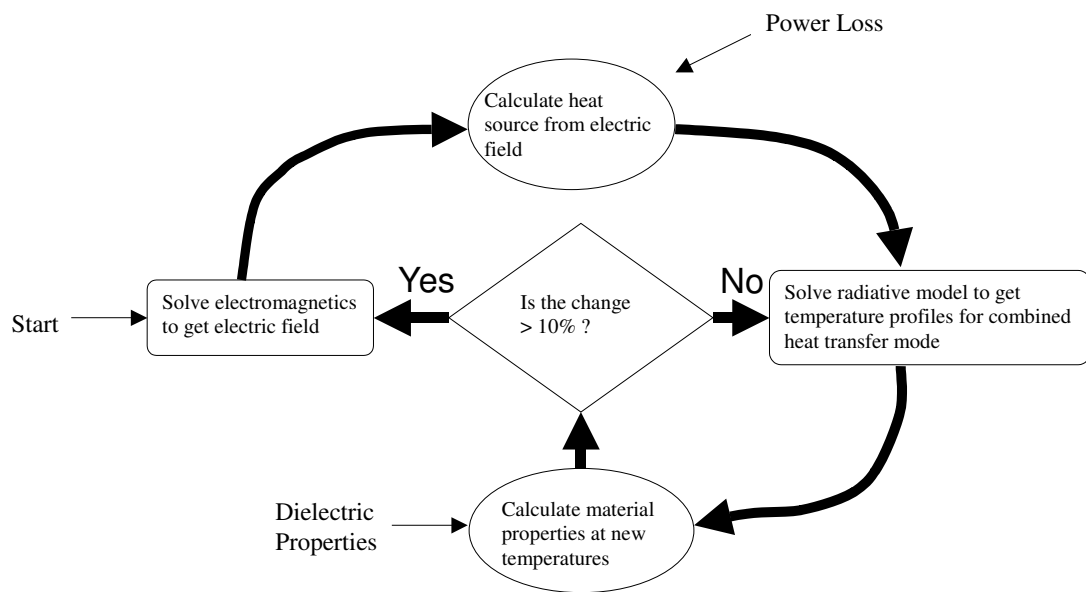 Power Loss
Calculate heat
source from electric
field
Yes
No
Start
Solve electromagnetics
to get electric field
Is the change
> 10% ?
Solve radiative model to get
temperature profiles for combined
heat transfer mode
Dielectric
Properties
Calculate material
properties at new
temperatures